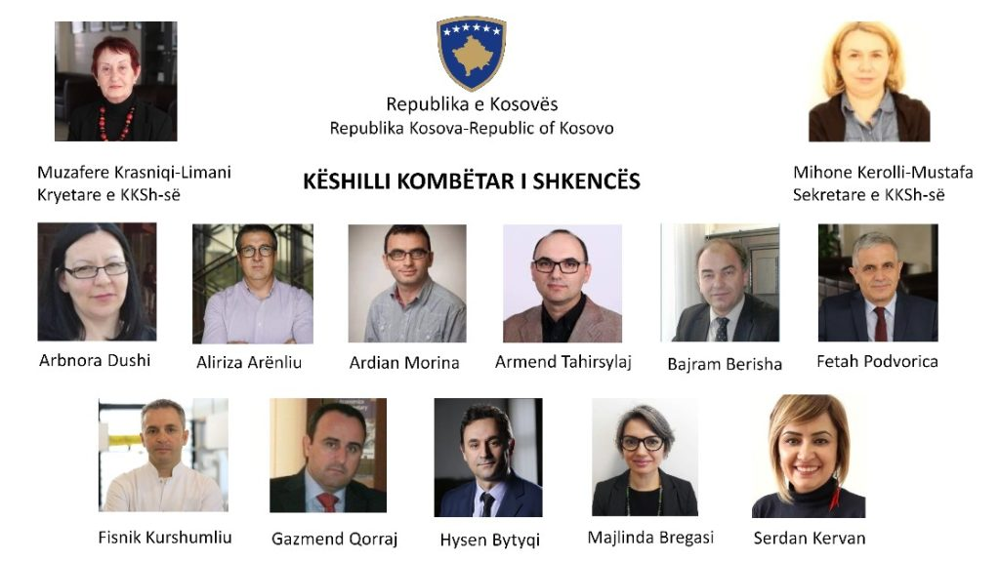 Republika e Kosovës
Republika Kosova-Republic of Kosovo
Muzafere Krasniqi-Limani
Kryetare e KKSh-së
KËSHILLI KOMBËTAR I SHKENCËS
Mihone Kerolli-Mustafa
Sekretare e KKSh-së
Arbnora Dushi
Aliriza Arënliu
Ardian Morina
Armend Tahirsylaj
Bajram Berisha
Fetah Podvorica
Fisnik Kurshumliu
Gazmend Qorraj
Hysen Bytyqi
Majlinda Bregasi
Serdan Kervan